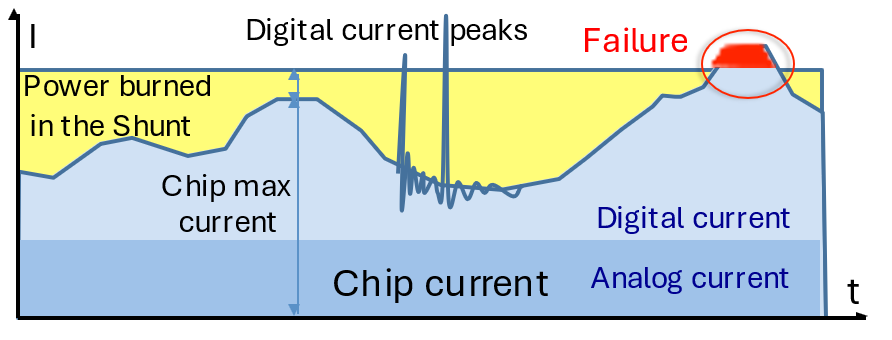 I
Digital current peaks
Failure
Power burned
in the Shunt
Chip max
current
Digital current
Chip current
Analog current
t